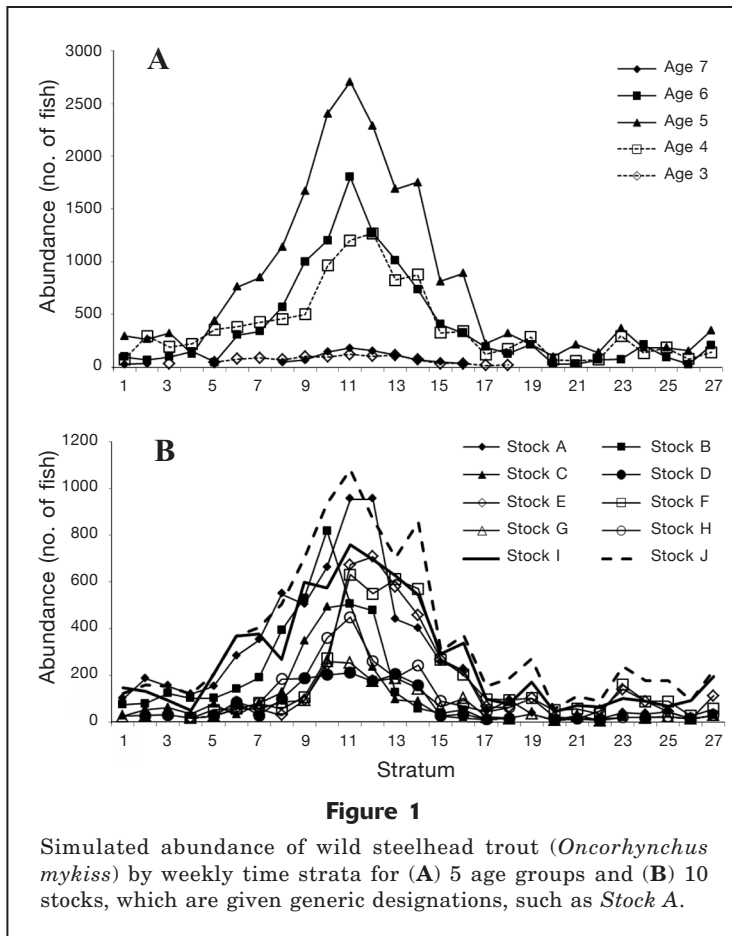 A
Abundance (no. of fish)
3000
2500
2000
1500
1000
500
0
1 3 5 7 9 11 13 15 17 19 21 23 25 27
Age 7
Age 6
Age 5
Age 4
Age 3
B
Abundance (no. of fish)
1200
1000
800
600
400
200
0
1 3 5 7 9 11 13 15 17 19 21 23 25 27
Stock A Stock B
Stock C Stock D
Stock E Stock F
Stock G Stock H
Stock I Stock J
Stratum
Figure 1
Simulated abundance of wild steelhead trout (Oncorhynchus
mykiss) by weekly time strata for (A) 5 age groups and (B) 10
stocks, which are given generic designations, such as Stock A.